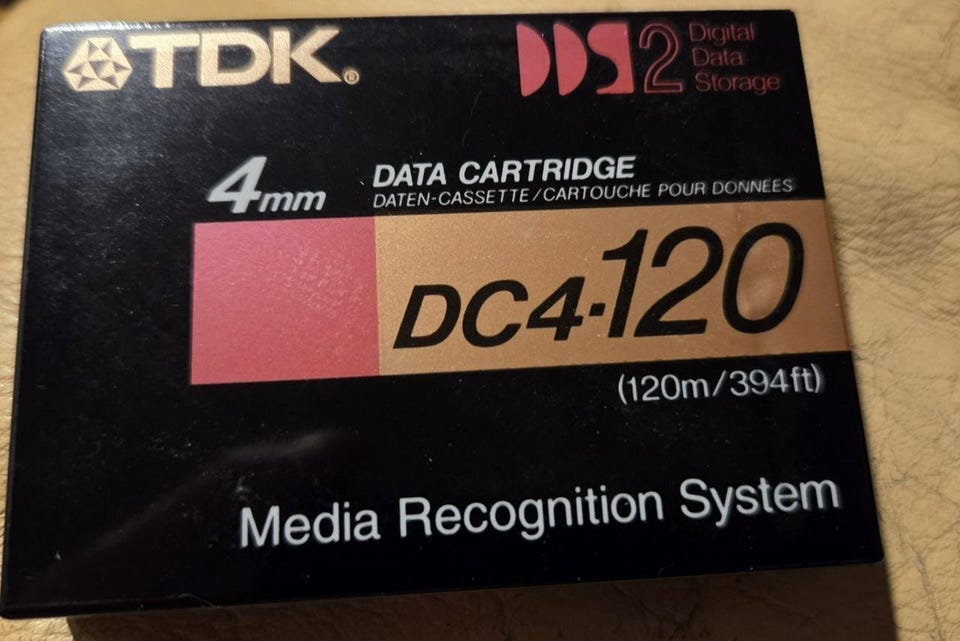 TDK®
DDS2
Digital
Data
Storage
4mm
DATA CARTRIDGE
DATEN-CASSETTE/CARTOUCHE POUR DONNÉES
DC4-120
(120m/394ft)
Media Recognition System